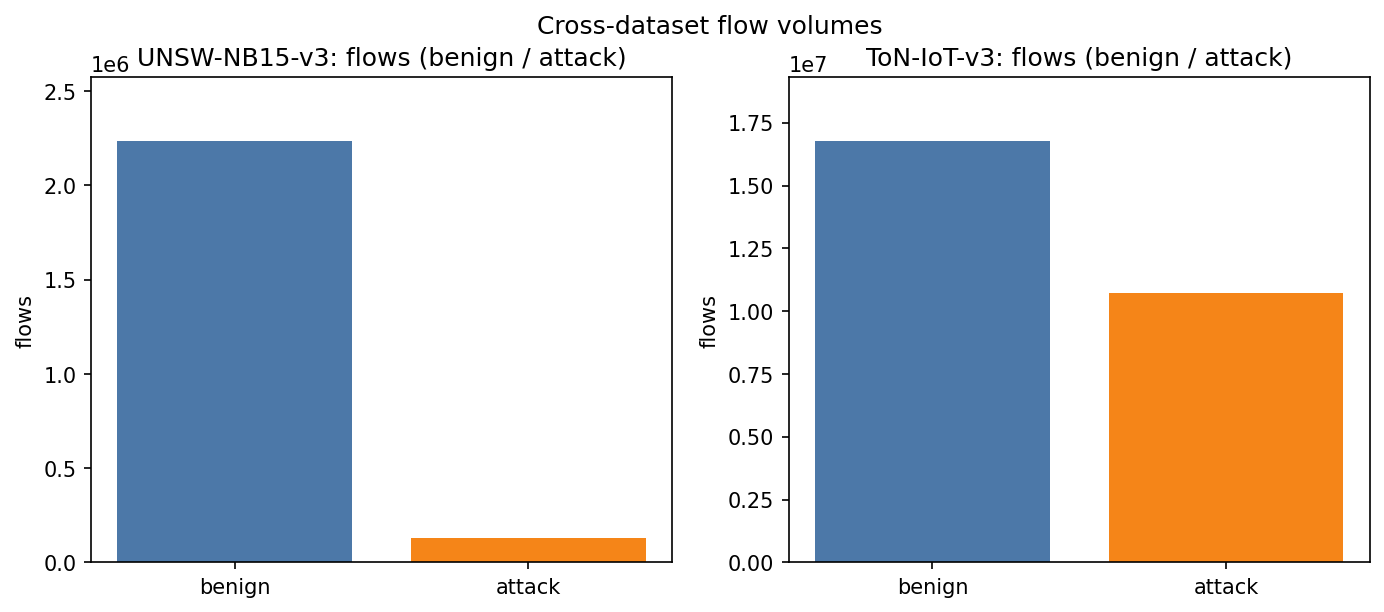 Cross-dataset flow volumes
UNSW-NB15-v3: flows (benign / attack)
1e6
2.5
2.0
1.5
1.0
0.5
0.0
flows
benign
attack
ToN-IoT-v3: flows (benign / attack)
1e7
1.75
1.50
1.25
1.00
0.75
0.50
0.25
0.00
flows
benign
attack